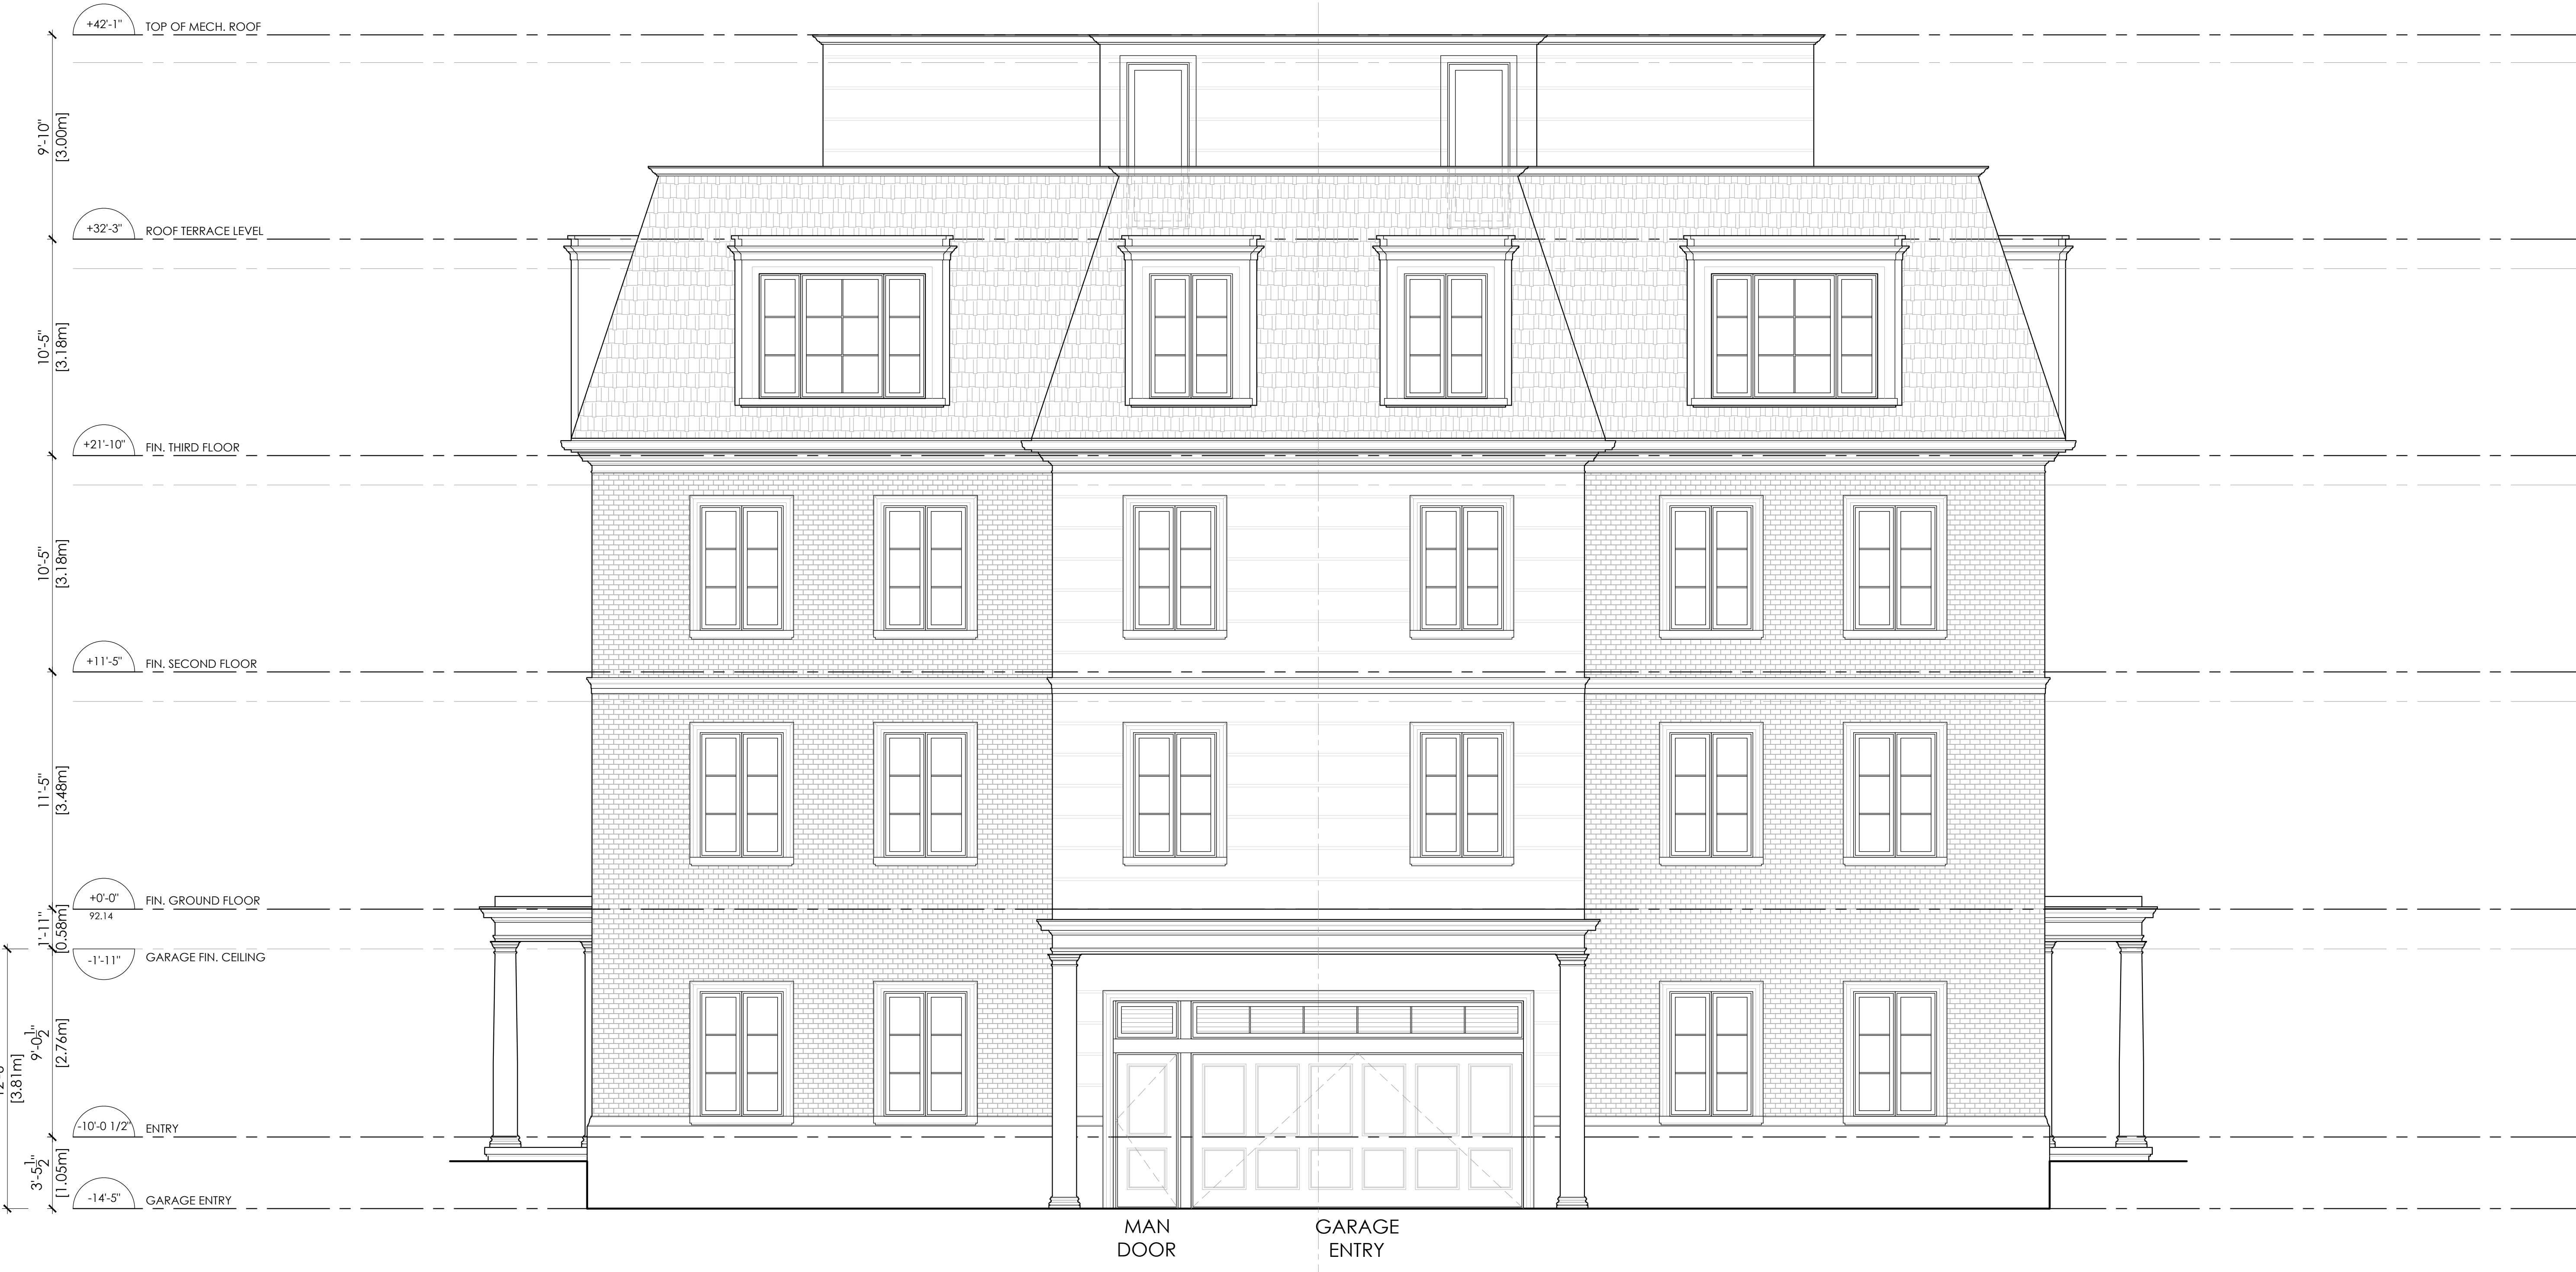 +42'-1" TOP OF MECH. ROOF
9'-10"
[3.00m]
+32'-3" ROOF TERRACE LEVEL
10'-5"
[3.18m]
+21'-10" FIN. THIRD FLOOR
10'-5"
[3.18m]
+11'-5" FIN. SECOND FLOOR
11'-5"
[3.48m]
+0'-0" FIN. GROUND FLOOR
92.14
1'-11"
[0.58m]
-1'-11" GARAGE FIN. CEILING
9'-0 1/2"
[2.76m]
[3.81m]
-10'-0 1/2" ENTRY
3'-5 1/2"
[1.05m]
-14'-5" GARAGE ENTRY
MAN
DOOR
GARAGE
ENTRY